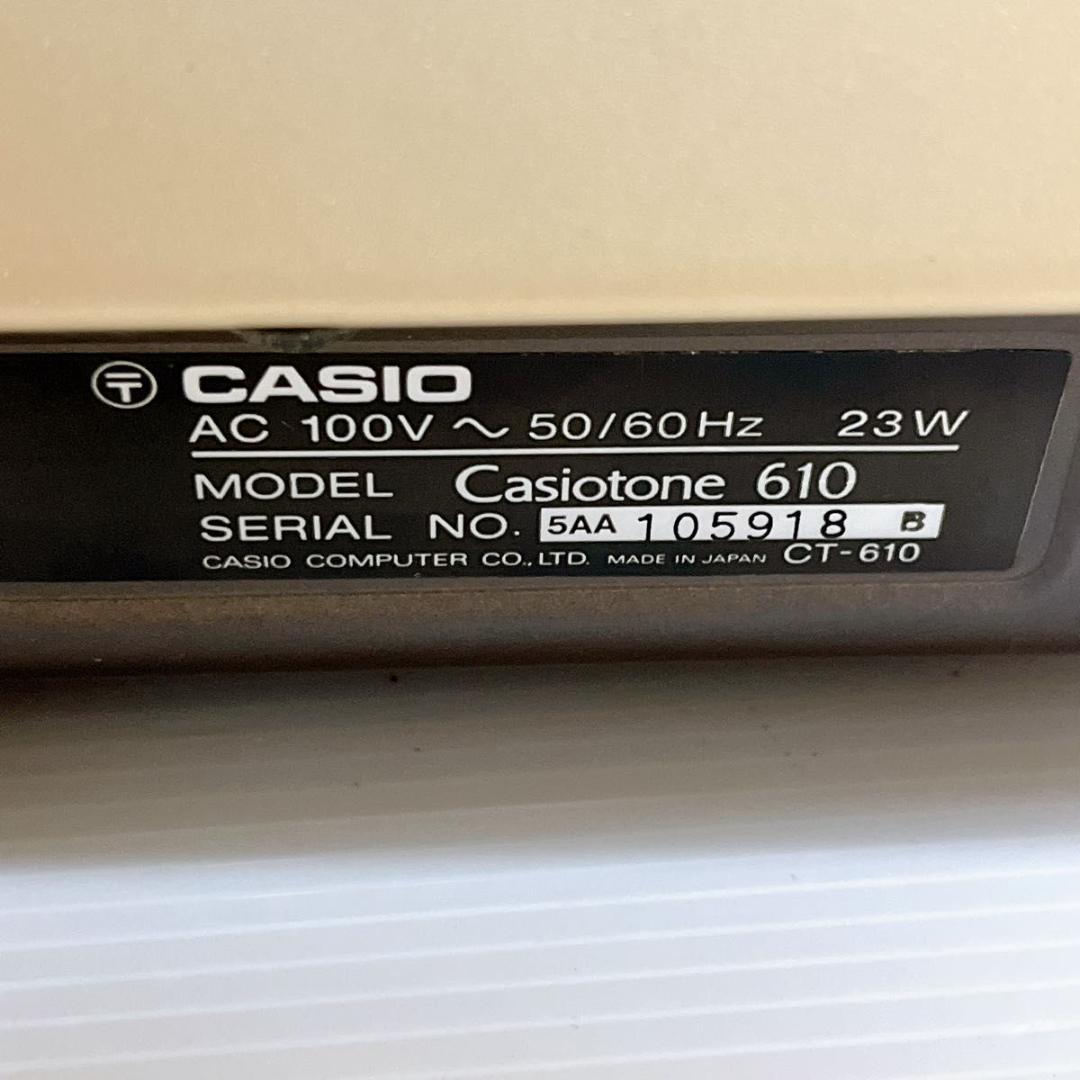 〒 CASIO
AC 100V ~ 50/60Hz 23W
MODEL Casiotone 610
SERIAL NO. 5AA 105918 B
CASIO COMPUTER CO.,LTD. MADE IN JAPAN CT-610